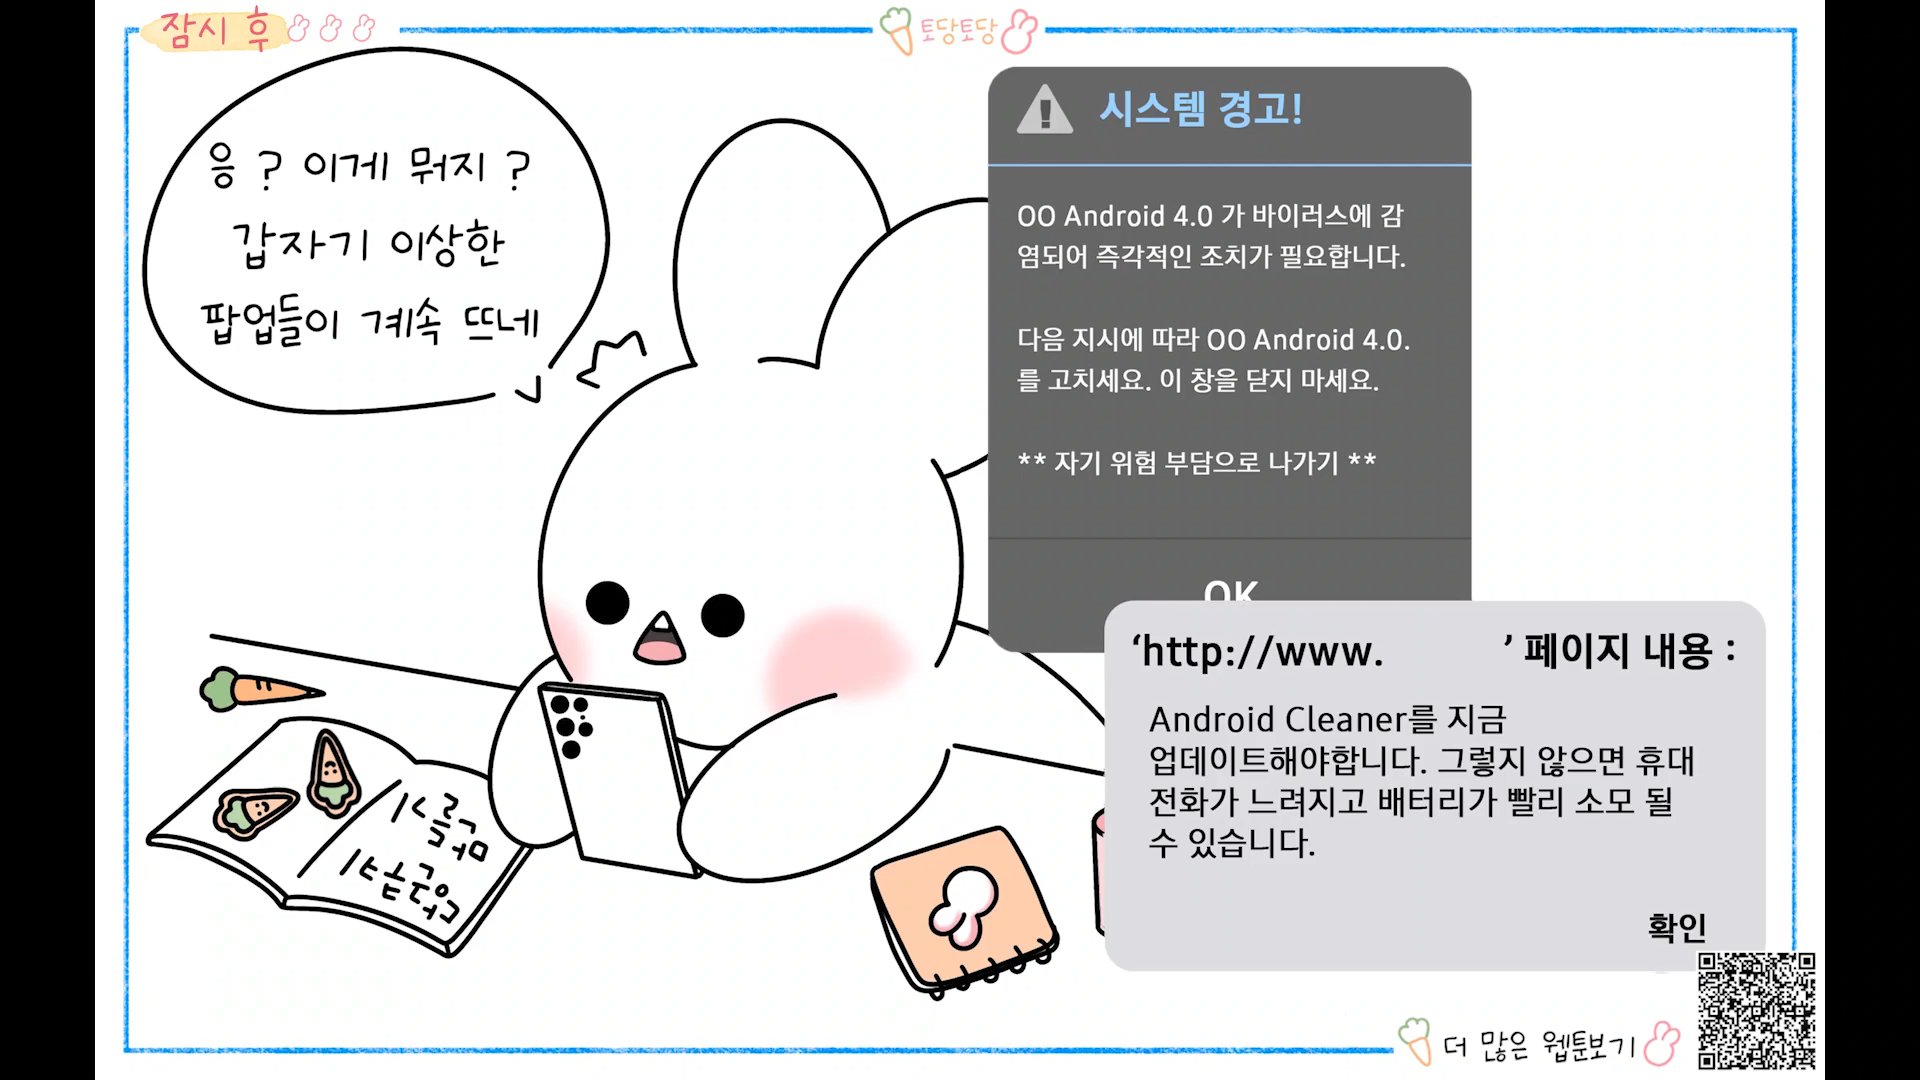 잠시 후
토당토당
응 ? 이게 뭐지 ?
갑자기 이상한
팝업들이 계속 뜨네
시스템 경고!
OO Android 4.0 가 바이러스에 감
염되어 즉각적인 조치가 필요합니다.
다음 지시에 따라 OO Android 4.0.
를 고치세요. 이 창을 닫지 마세요.
** 자기 위험 부담으로 나가기 **
OK
‘http://www. ’ 페이지 내용 :
Android Cleaner를 지금
업데이트해야합니다. 그렇지 않으면 휴대
전화가 느려지고 배터리가 빨리 소모 될
수 있습니다.
확인
더 많은 웹툰보기